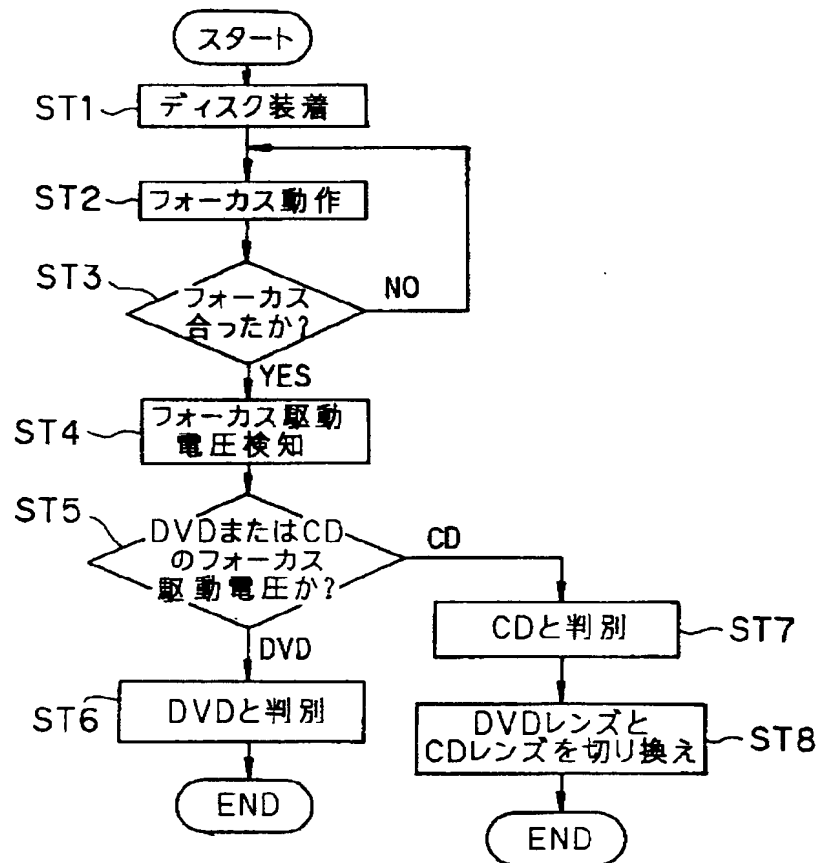 スタート
ST1
ディスク装着
ST2
フォーカス動作
ST3
フォーカス
合ったか?
NO
YES
ST4
フォーカス駆動
電圧検知
ST5
DVDまたはCD
のフォーカス
駆動電圧か?
CD
DVD
CDと判別
ST7
ST6
DVDと判別
DVDレンズと
CDレンズを切り換え
ST8
END
END